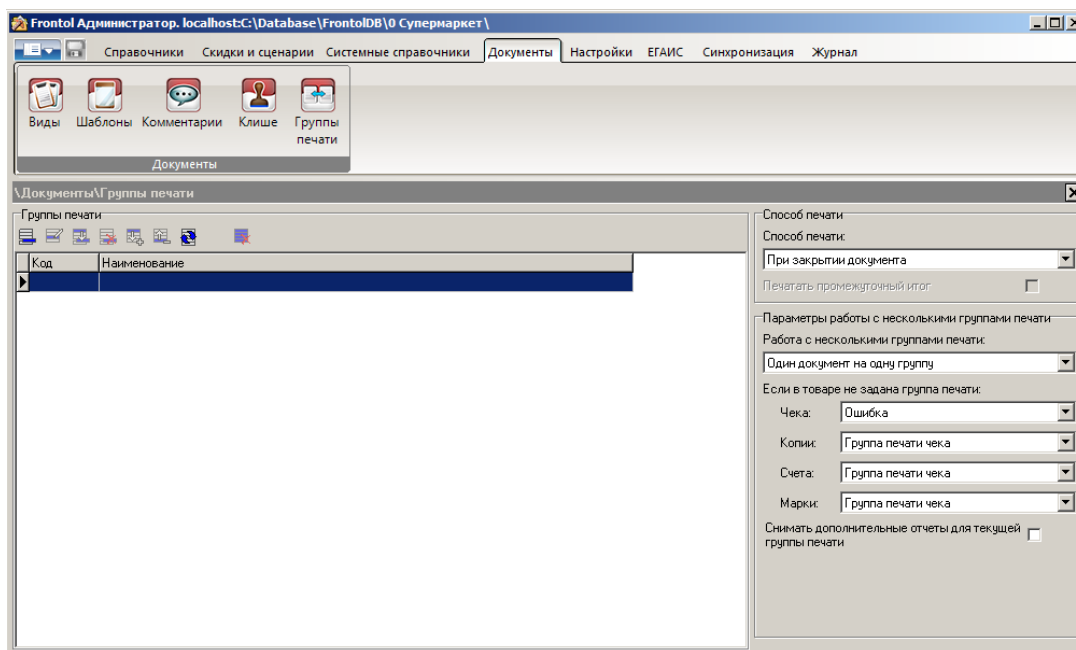 Frontol Администратор. localhost:C:\Database\FrontolDB\0 Супермаркет\
Справочники Скидки и сценарии Системные справочники Документы Настройки ЕГАИС Синхронизация Журнал
Виды Шаблоны Комментарии Клише Группы печати
Документы
\Документы\Группы печати
Группы печати
Код Наименование
Способ печати
Способ печати:
При закрытии документа
Печатать промежуточный итог
Параметры работы с несколькими группами печати
Работа с несколькими группами печати:
Один документ на одну группу
Если в товаре не задана группа печати:
Чека: Ошибка
Копии: Группа печати чека
Счета: Группа печати чека
Марки: Группа печати чека
Снимать дополнительные отчеты для текущей
группы печати